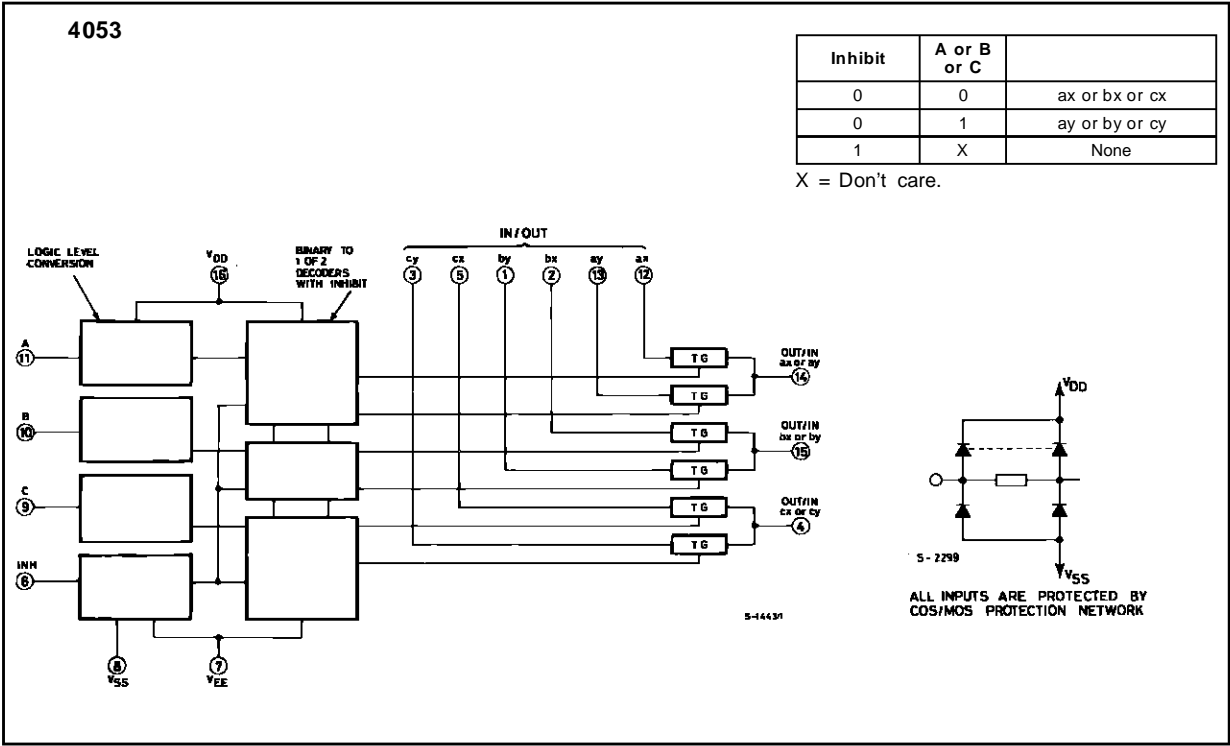 4053
Inhibit
A or B
or C
0
0
ax or bx or cx
0
1
ay or by or cy
1
X
None
X = Don't care.
LOGIC LEVEL
CONVERSION
VDD
16
BINARY TO
1 OF 2
DECODERS
WITH INHIBIT
IN/OUT
cy
3
cx
5
by
1
bx
2
ay
13
ax
12
A
11
B
10
C
9
INH
6
TG
TG
TG
TG
TG
TG
OUT/IN
ax or ay
14
OUT/IN
bx or by
15
OUT/IN
cx or cy
4
8
VSS
7
VEE
S-1443/1
VDD
S-2299
VSS
ALL INPUTS ARE PROTECTED BY
COS/MOS PROTECTION NETWORK